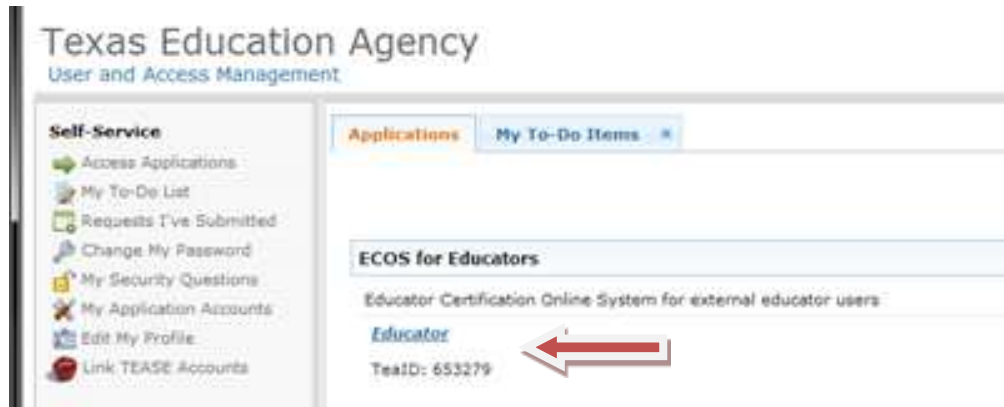 Texas Education Agency
User and Access Management
Self-Service
Access Applications
My To-Do List
Requests I've Submitted
Change My Password
My Security Questions
My Application Accounts
Edit My Profile
Link TEASE Accounts
Applications
My To-Do Items
ECOS for Educators
Educator Certification Online System for external educator users
Educator
TeaID: 653279